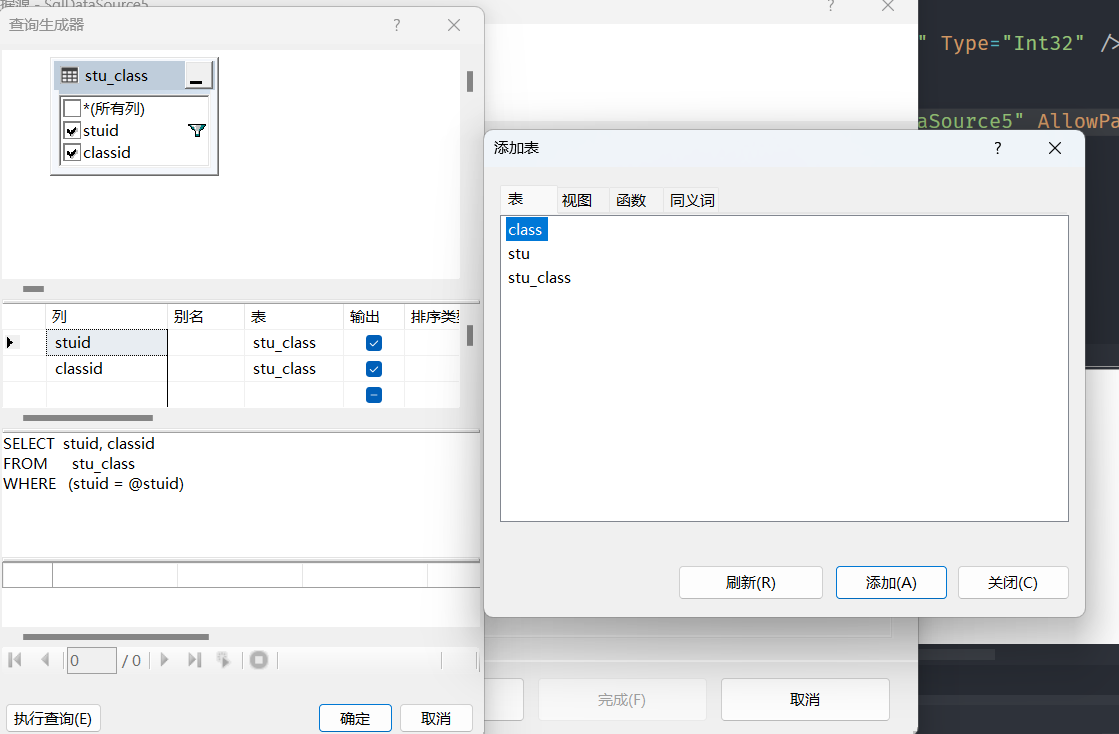 据源 - SqlDataSource5
查询生成器
?
stu_class
*(所有列)
stuid
classid
列 别名 表 输出 排序类型
stuid stu_class
classid stu_class
SELECT stuid, classid
FROM stu_class
WHERE (stuid = @stuid)
0 / 0
执行查询(E) 确定 取消
?
" Type="Int32" />
aSource5" AllowPa
添加表
?
表 视图 函数 同义词
class
stu
stu_class
刷新(R) 添加(A) 关闭(C)
完成(F) 取消